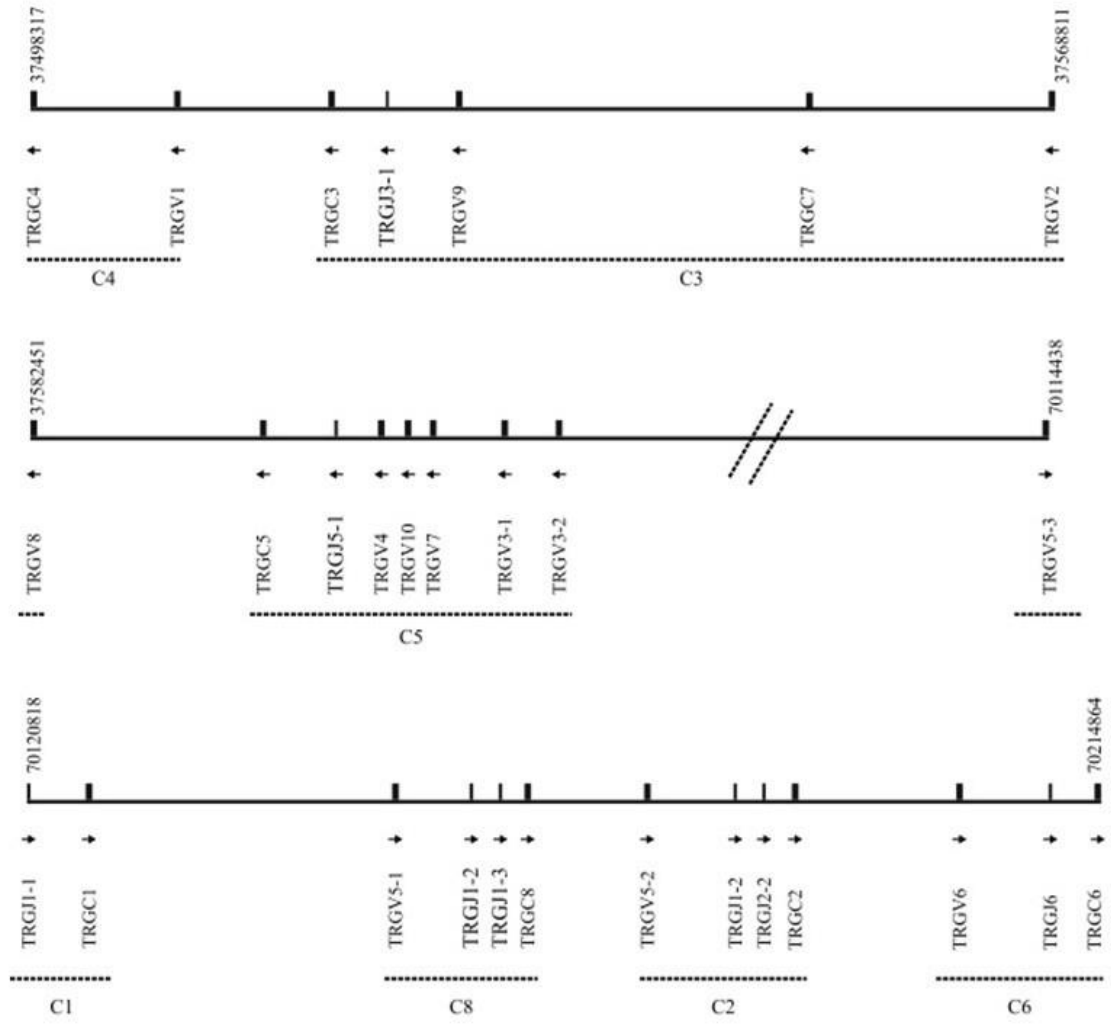 37498317
37568811
TRGC4
TRGV1
TRGC3
TRGJ3-1
TRGV9
TRGC7
TRGV2
C4
C3
37582451
70114438
TRGV8
TRGC5
TRGJ5-1
TRGV4
TRGV10
TRGV7
TRGV3-1
TRGV3-2
TRGV5-3
C5
70120818
70214864
TRGJ1-1
TRGC1
TRGV5-1
TRGJ1-2
TRGJ1-3
TRGC8
TRGV5-2
TRGJ1-2
TRGJ2-2
TRGC2
TRGV6
TRGJ6
TRGC6
C1
C8
C2
C6